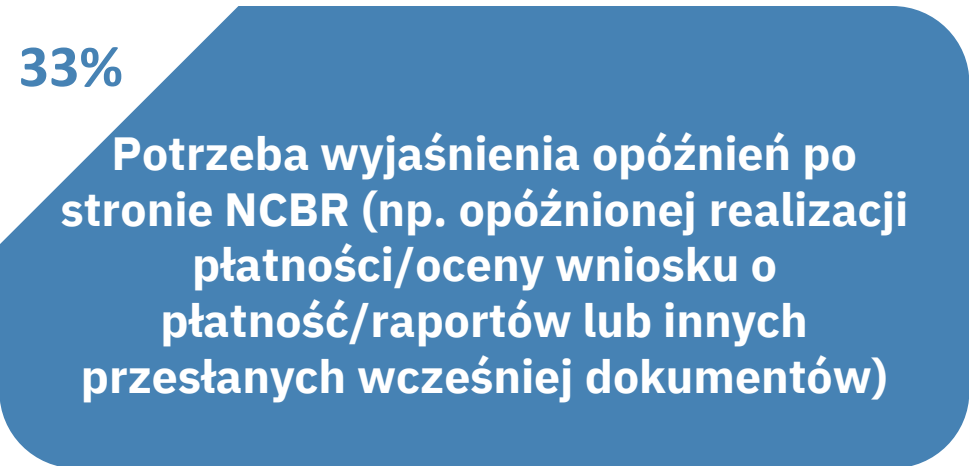 33%
Potrzeba wyjaśnienia opóźnień po
stronie NCBR (np. opóźnionej realizacji
płatności/oceny wniosku o
płatność/raportów lub innych
przesłanych wcześniej dokumentów)